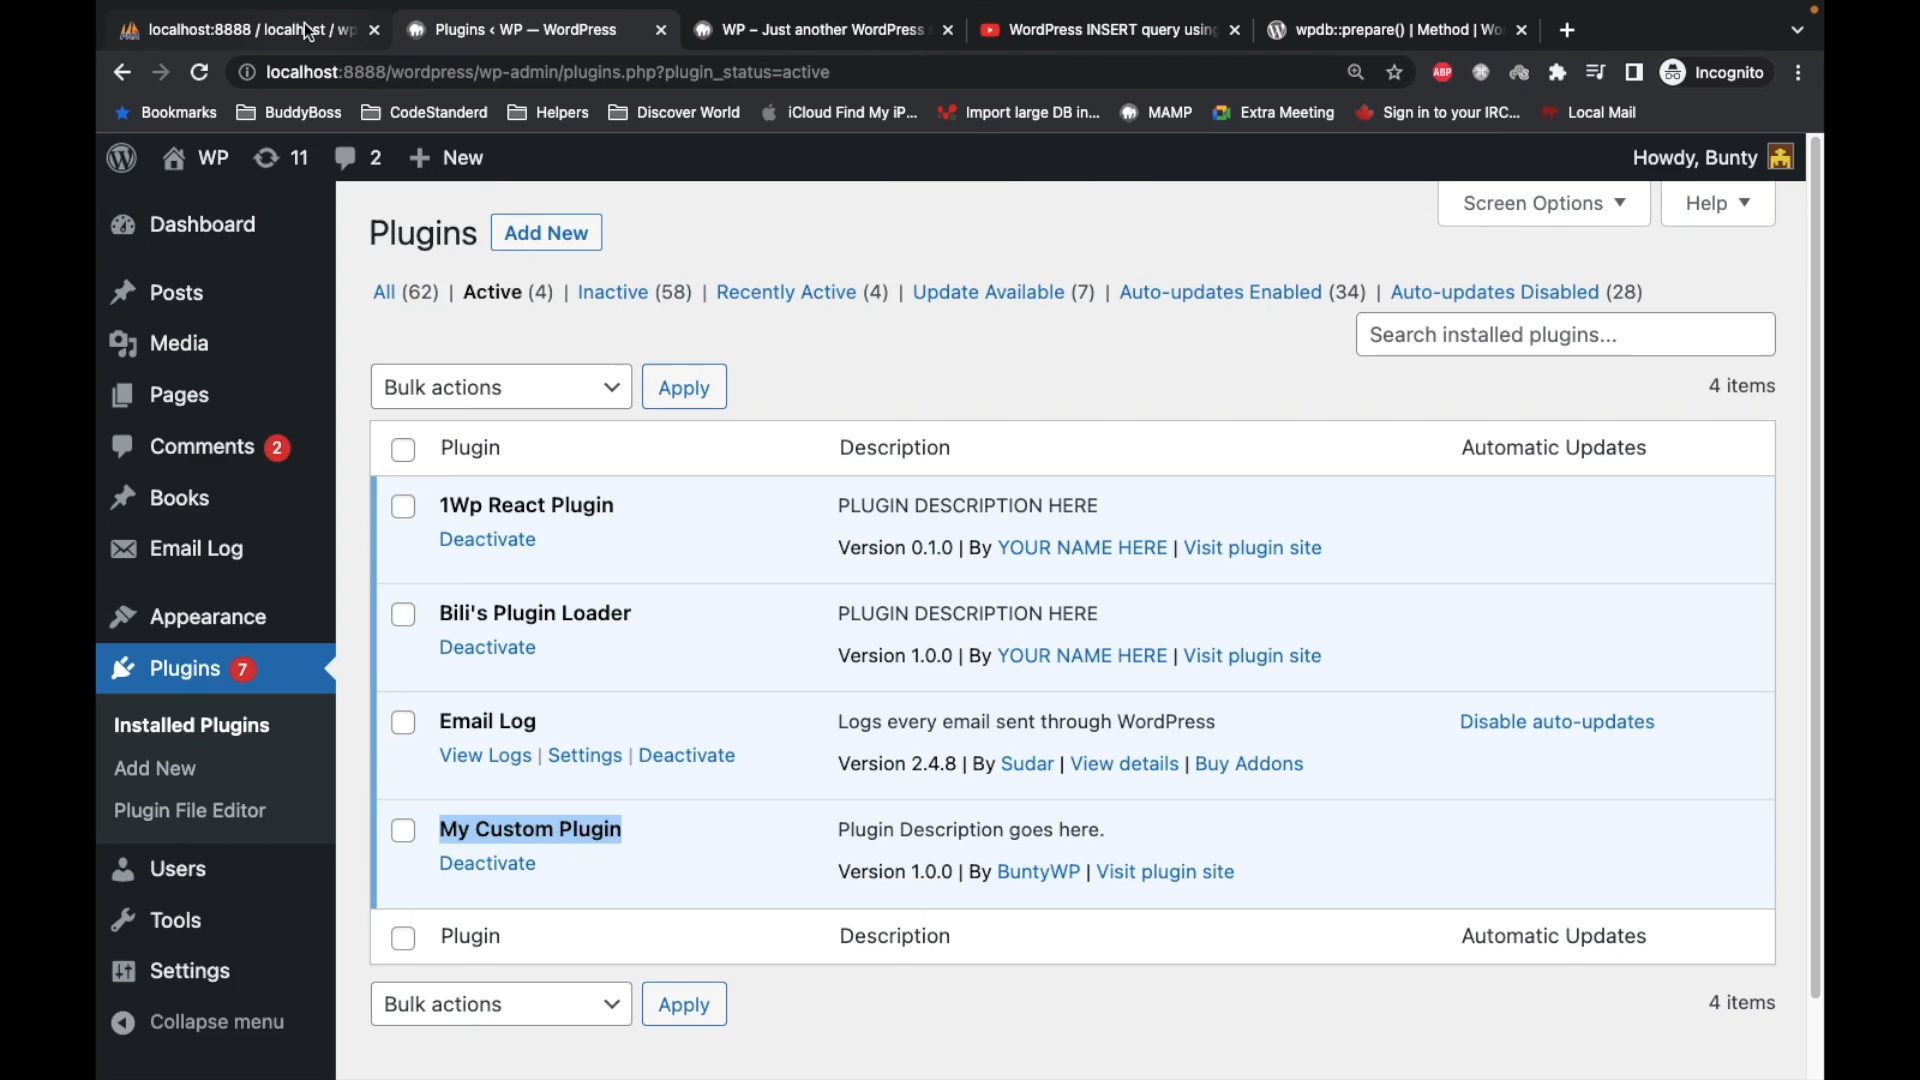 localhost:8888 / localhost / wp
Plugins ‹ WP — WordPress
WP – Just another WordPress s
WordPress INSERT query using
wpdb::prepare() | Method | Wo
localhost:8888/wordpress/wp-admin/plugins.php?plugin_status=active
ABP
Incognito
Bookmarks
BuddyBoss
CodeStanderd
Helpers
Discover World
iCloud Find My iP...
Import large DB in...
MAMP
Extra Meeting
Sign in to your IRC...
Local Mail
WP
11
2
New
Howdy, Bunty
Screen Options
Help
Dashboard
Posts
Media
Pages
Comments 2
Books
Email Log
Appearance
Plugins 7
Installed Plugins
Add New
Plugin File Editor
Users
Tools
Settings
Collapse menu
Plugins Add New
All (62) | Active (4) | Inactive (58) | Recently Active (4) | Update Available (7) | Auto-updates Enabled (34) | Auto-updates Disabled (28)
Search installed plugins...
Bulk actions Apply
4 items
Plugin Description Automatic Updates
1Wp React Plugin
Deactivate
PLUGIN DESCRIPTION HERE
Version 0.1.0 | By YOUR NAME HERE | Visit plugin site
Bili's Plugin Loader
Deactivate
PLUGIN DESCRIPTION HERE
Version 1.0.0 | By YOUR NAME HERE | Visit plugin site
Email Log
View Logs | Settings | Deactivate
Logs every email sent through WordPress
Version 2.4.8 | By Sudar | View details | Buy Addons
Disable auto-updates
My Custom Plugin
Deactivate
Plugin Description goes here.
Version 1.0.0 | By BuntyWP | Visit plugin site
Plugin Description Automatic Updates
Bulk actions Apply
4 items